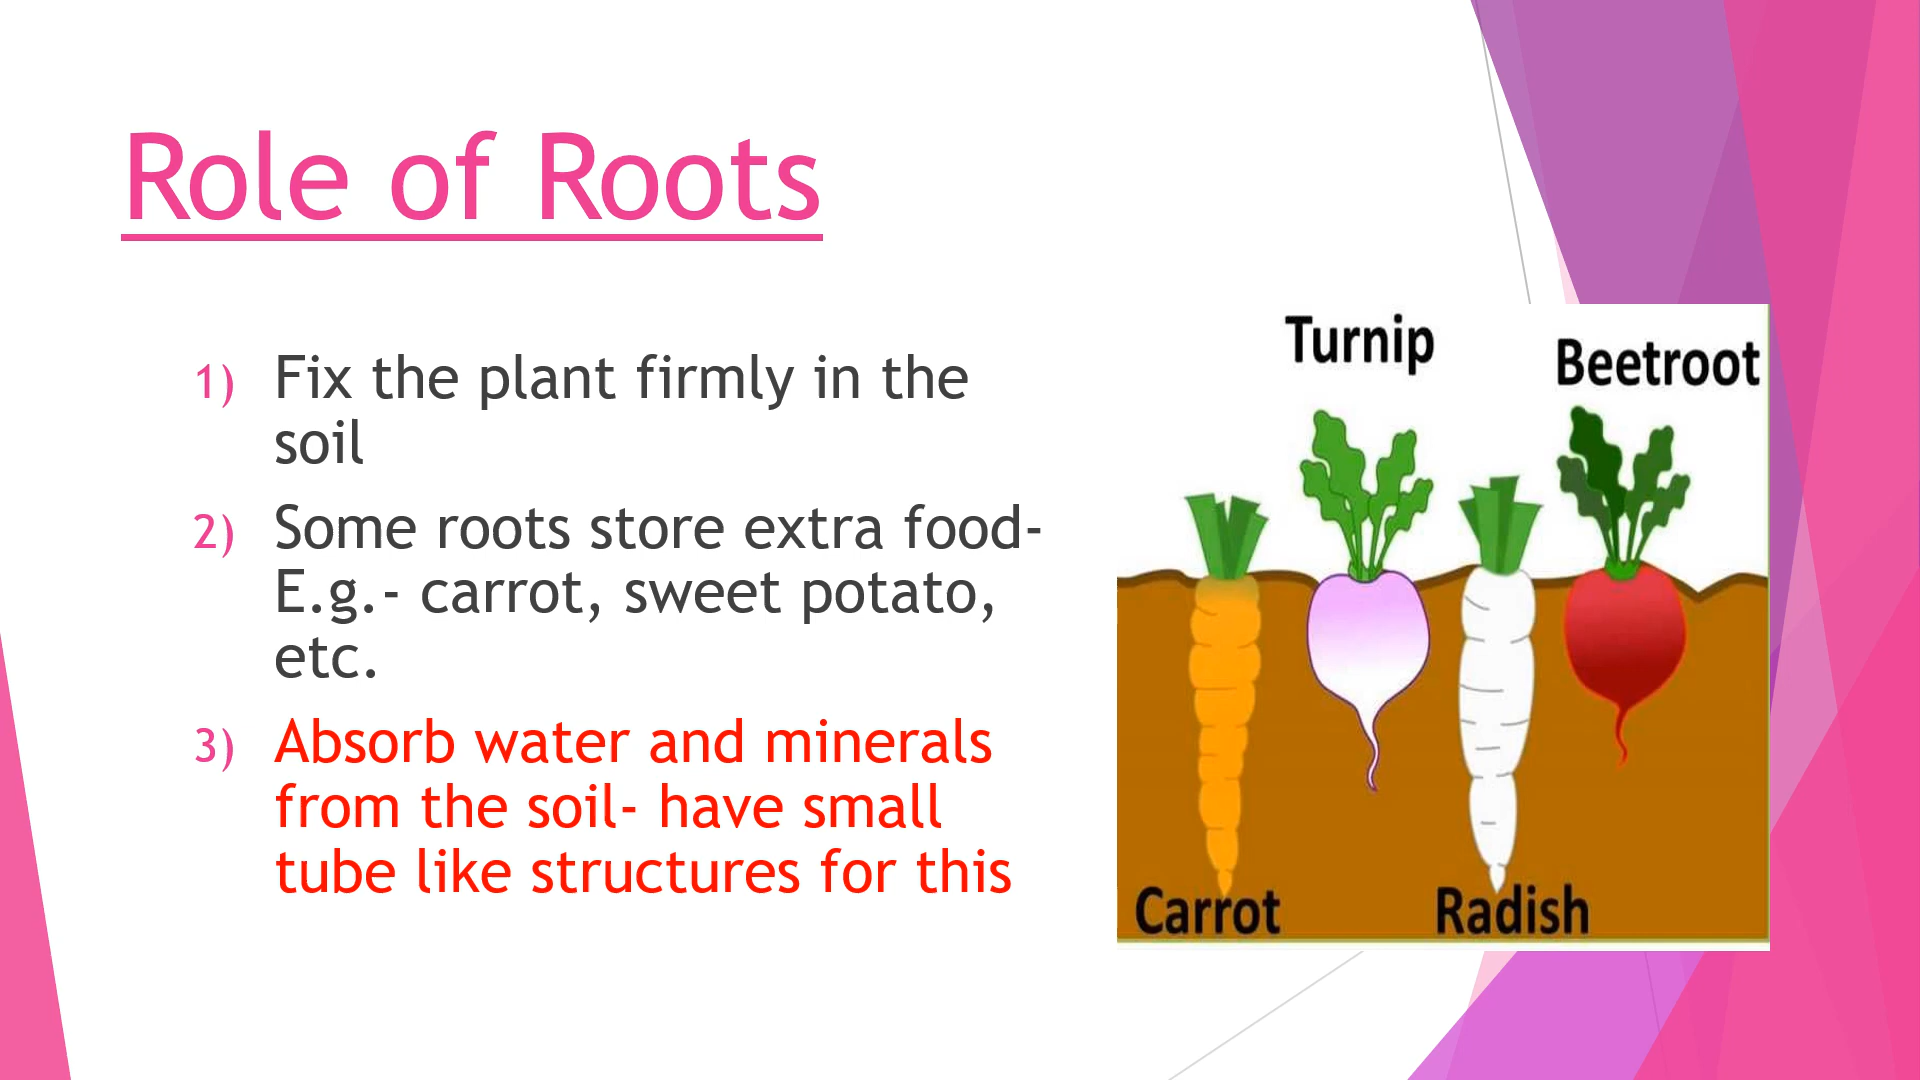 Role of Roots
1) Fix the plant firmly in the
soil
2) Some roots store extra food-
E.g.- carrot, sweet potato,
etc.
3) Absorb water and minerals
from the soil- have small
tube like structures for this
Turnip
Beetroot
Carrot
Radish